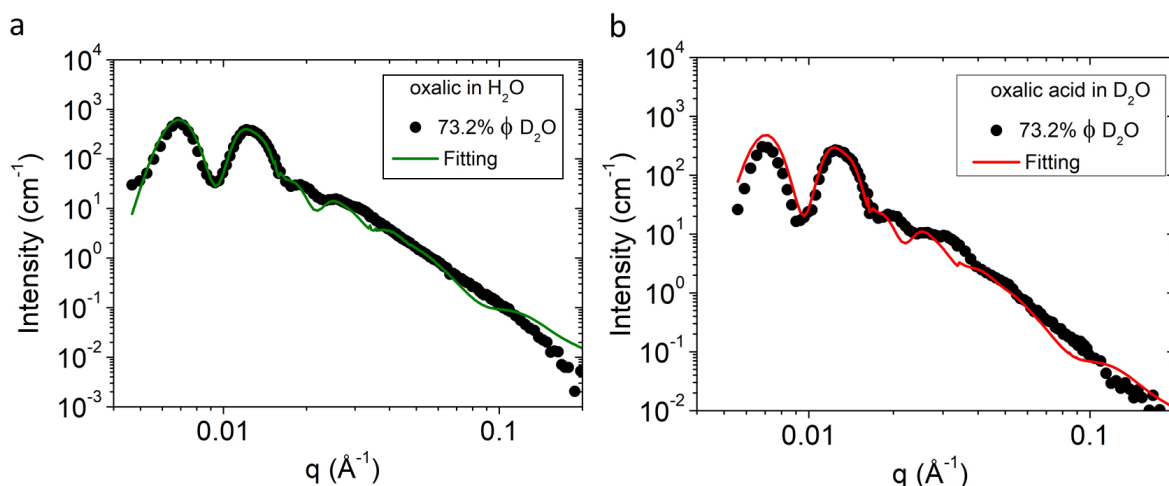 a
10⁴
10³
10²
10¹
10⁰
10⁻¹
10⁻²
10⁻³
Intensity (cm⁻¹)
oxalic in H₂O
73.2% ϕ D₂O
Fitting
0.01
0.1
q (Å⁻¹)
b
10⁴
10³
10²
10¹
10⁰
10⁻¹
10⁻²
Intensity (cm⁻¹)
oxalic acid in D₂O
73.2% ϕ D₂O
Fitting
0.01
0.1
q (Å⁻¹)